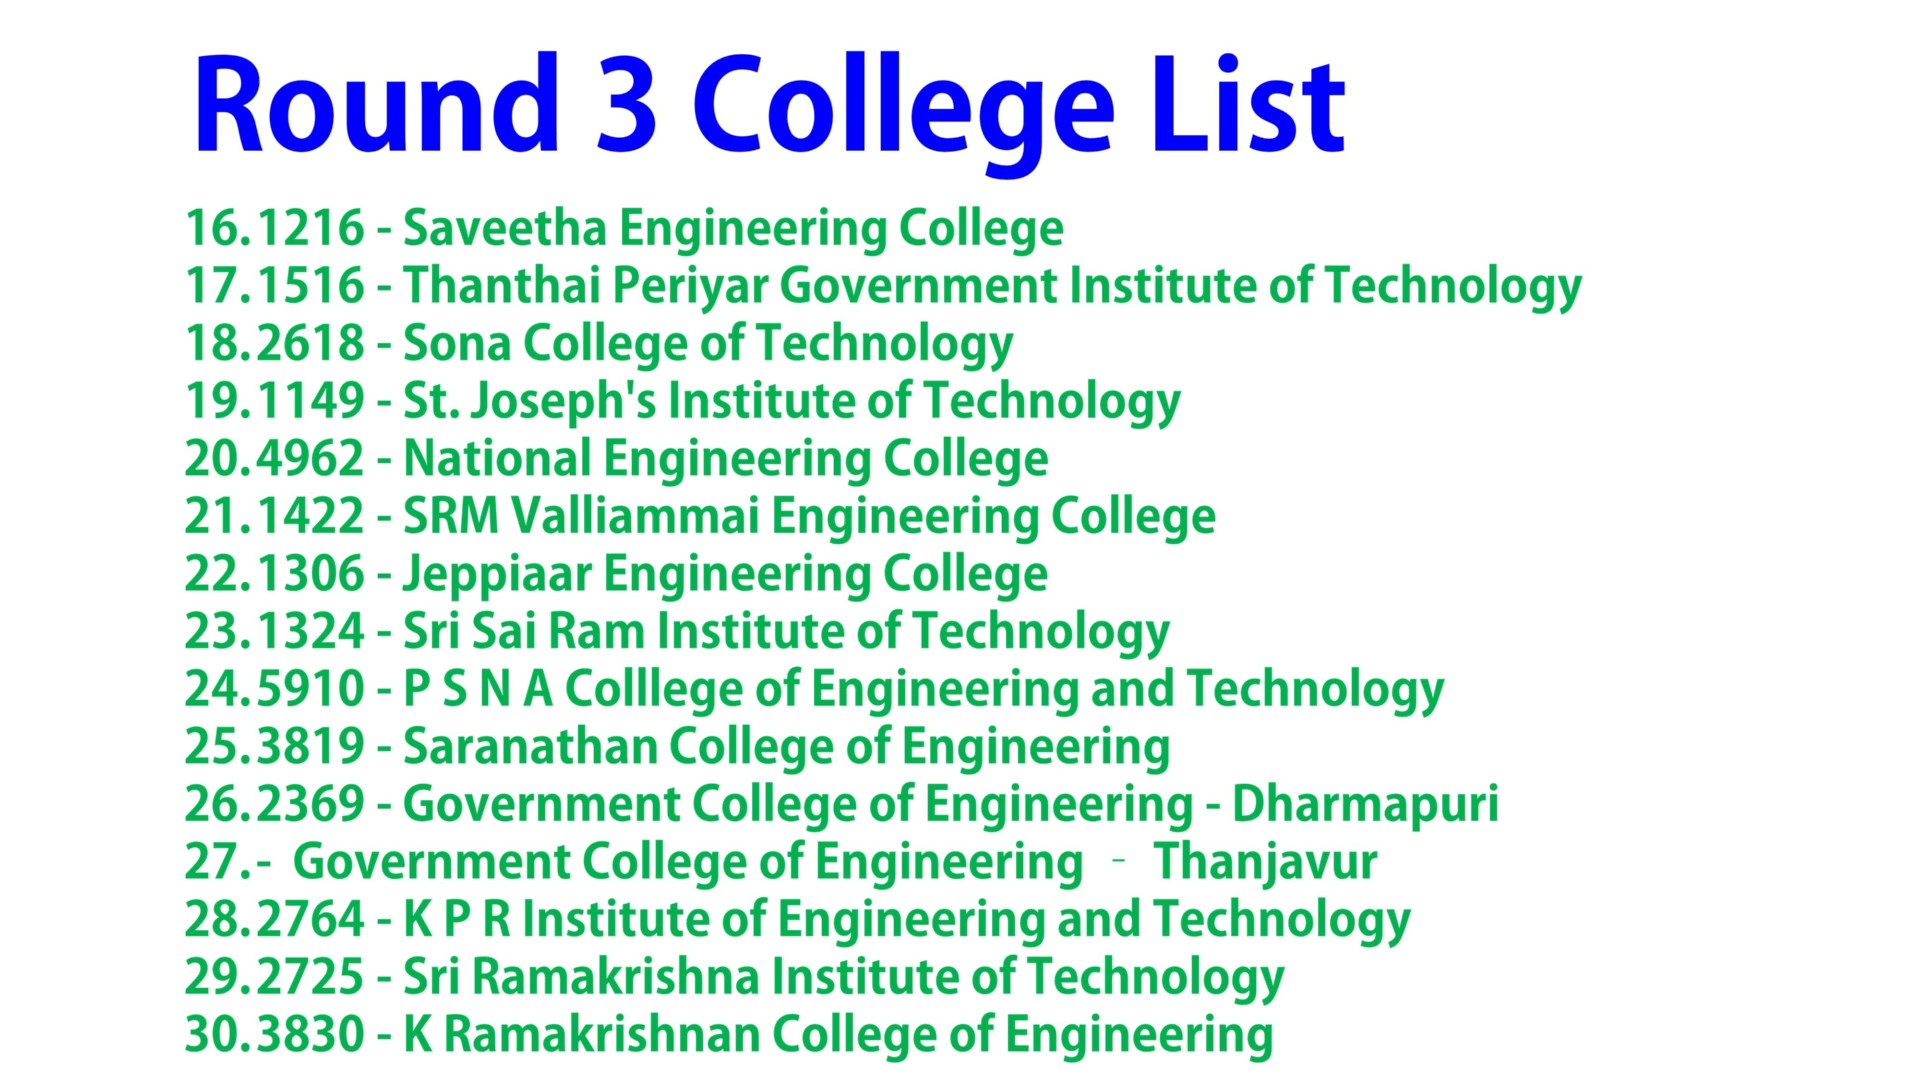 Round 3 College List
16.1216 - Saveetha Engineering College
17.1516 - Thanthai Periyar Government Institute of Technology
18.2618 - Sona College of Technology
19.1149 - St. Joseph's Institute of Technology
20.4962 - National Engineering College
21.1422 - SRM Valliammai Engineering College
22.1306 - Jeppiaar Engineering College
23.1324 - Sri Sai Ram Institute of Technology
24.5910 - P S N A Colllege of Engineering and Technology
25.3819 - Saranathan College of Engineering
26.2369 - Government College of Engineering - Dharmapuri
27.- Government College of Engineering - Thanjavur
28.2764 - K P R Institute of Engineering and Technology
29.2725 - Sri Ramakrishna Institute of Technology
30.3830 - K Ramakrishnan College of Engineering